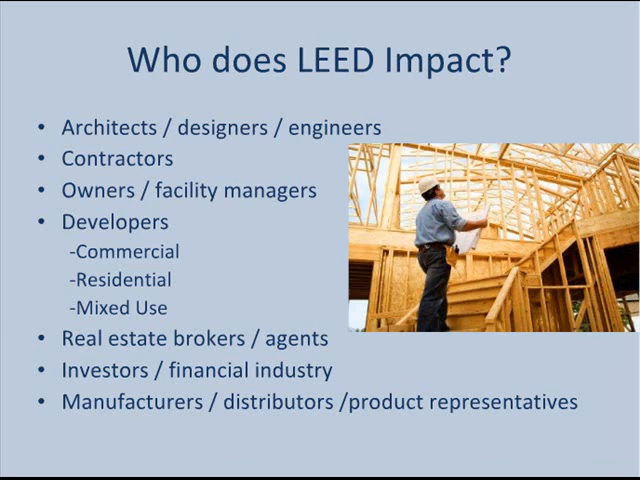 Who does LEED Impact?
• Architects / designers / engineers
• Contractors
• Owners / facility managers
• Developers
-Commercial
-Residential
-Mixed Use
• Real estate brokers / agents
• Investors / financial industry
• Manufacturers / distributors /product representatives